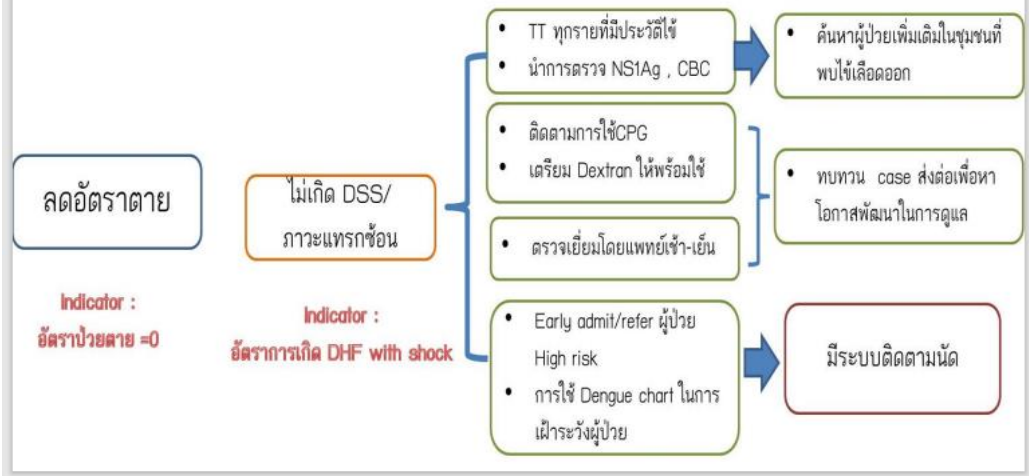 ลดอัตราตาย
Indicator :
อัตราป่วยตาย =0
ไม่เกิด DSS/
ภาวะแทรกซ้อน
Indicator :
อัตราการเกิด DHF with shock
• TT ทุกรายที่มีประวัติไข้
• นำการตรวจ NS1Ag , CBC
• ค้นหาผู้ป่วยเพิ่มเติมในชุมชนที่
พบไข้เลือดออก
• ติดตามการใช้CPG
• เตรียม Dextran ให้พร้อมใช้
• ตรวจเยี่ยมโดยแพทย์เช้า-เย็น
• ทบทวน case ส่งต่อเพื่อหา
โอกาสพัฒนาในการดูแล
• Early admit/refer ผู้ป่วย
High risk
• การใช้ Dengue chart ในการ
เฝ้าระวังผู้ป่วย
มีระบบติดตามนัด